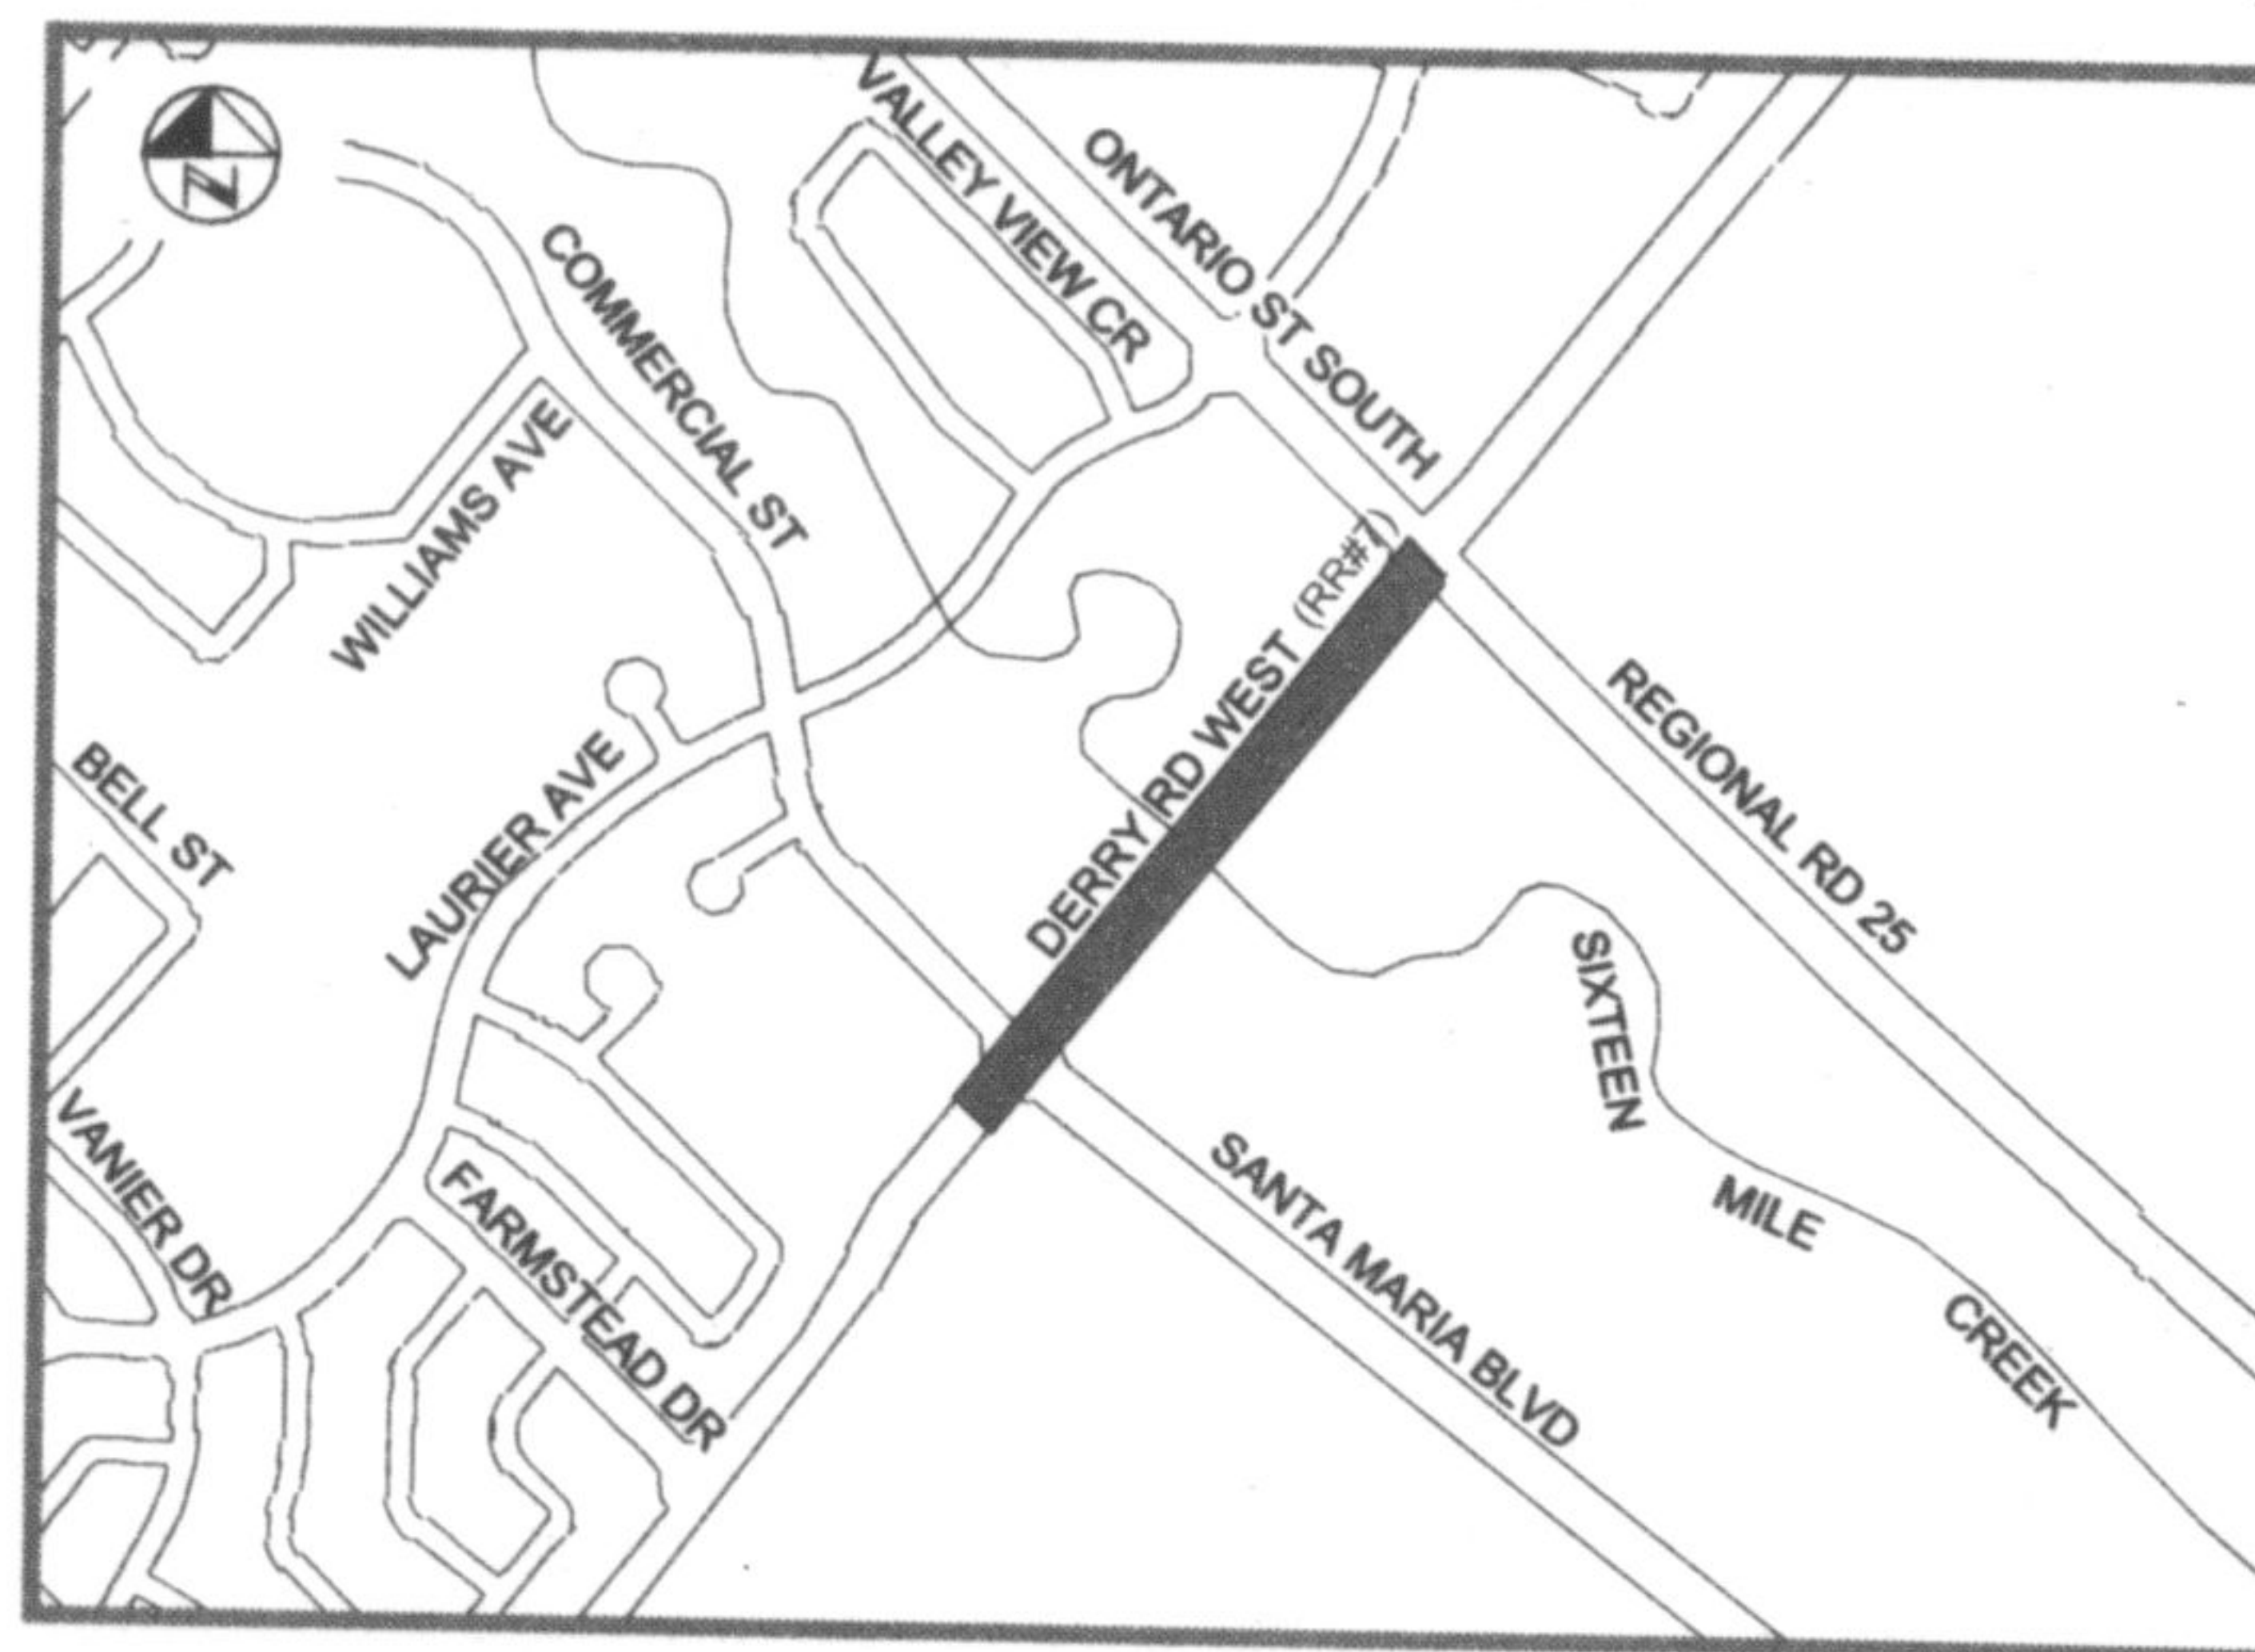 N
VALLEY VIEW CR
ONTARIO ST SOUTH
COMMERCIAL ST
WILLIAMS AVE
DERRY RD WEST (RR#7)
REGIONAL RD 25
LAURIER AVE
BELL ST
SIXTEEN
MILE
CREEK
VANIER DR
FARMSTEAD DR
SANTA MARIA BLVD